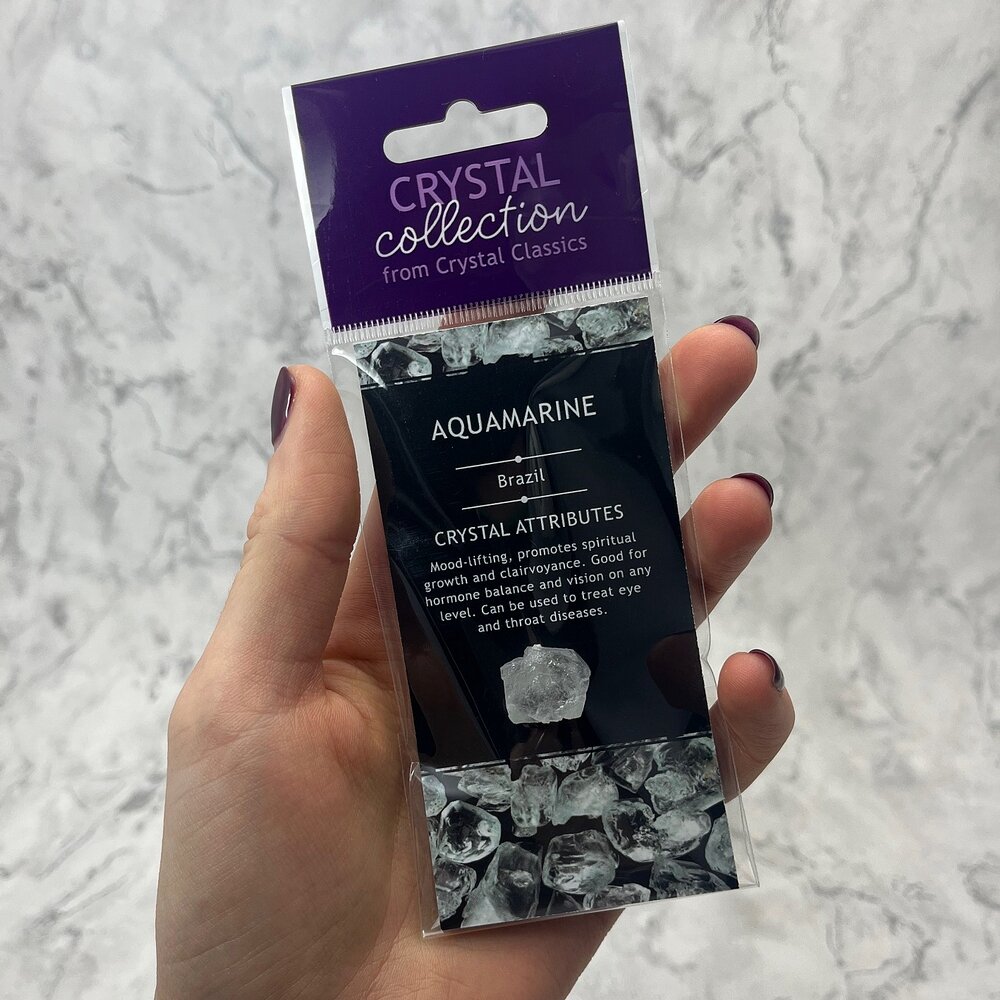 CRYSTAL
collection
from Crystal Classics
AQUAMARINE
Brazil
CRYSTAL ATTRIBUTES
Mood-lifting, promotes spiritual
growth and clairvoyance. Good for
hormone balance and vision on any
level. Can be used to treat eye
and throat diseases.